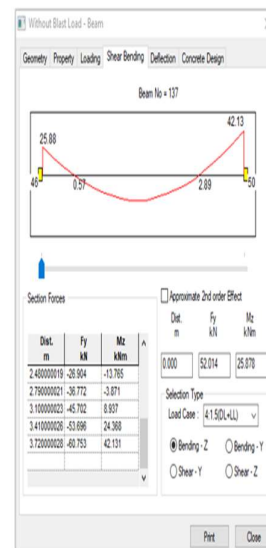 Without Blast Load - Beam
Geometry Property Loading Shear Bending Deflection Concrete Design
Beam No = 137
42.13
25.88
46 0.57 2.89 50
Section Forces
Approximate 2nd order Effect
Dist. Fy Mz
m kN kNm
0.000 52.014 25.878
Dist. Fy Mz
m kN kNm
2.480000019 -26.904 -13.765
2.790000021 -36.772 -3.871
3.100000023 -45.702 8.937
3.410000026 -53.696 24.368
3.720000028 -60.753 42.131
Selection Type
Load Case : 4:1.5(DL+LL)
Bending - Z Bending - Y
Shear - Y Shear - Z
Print Close